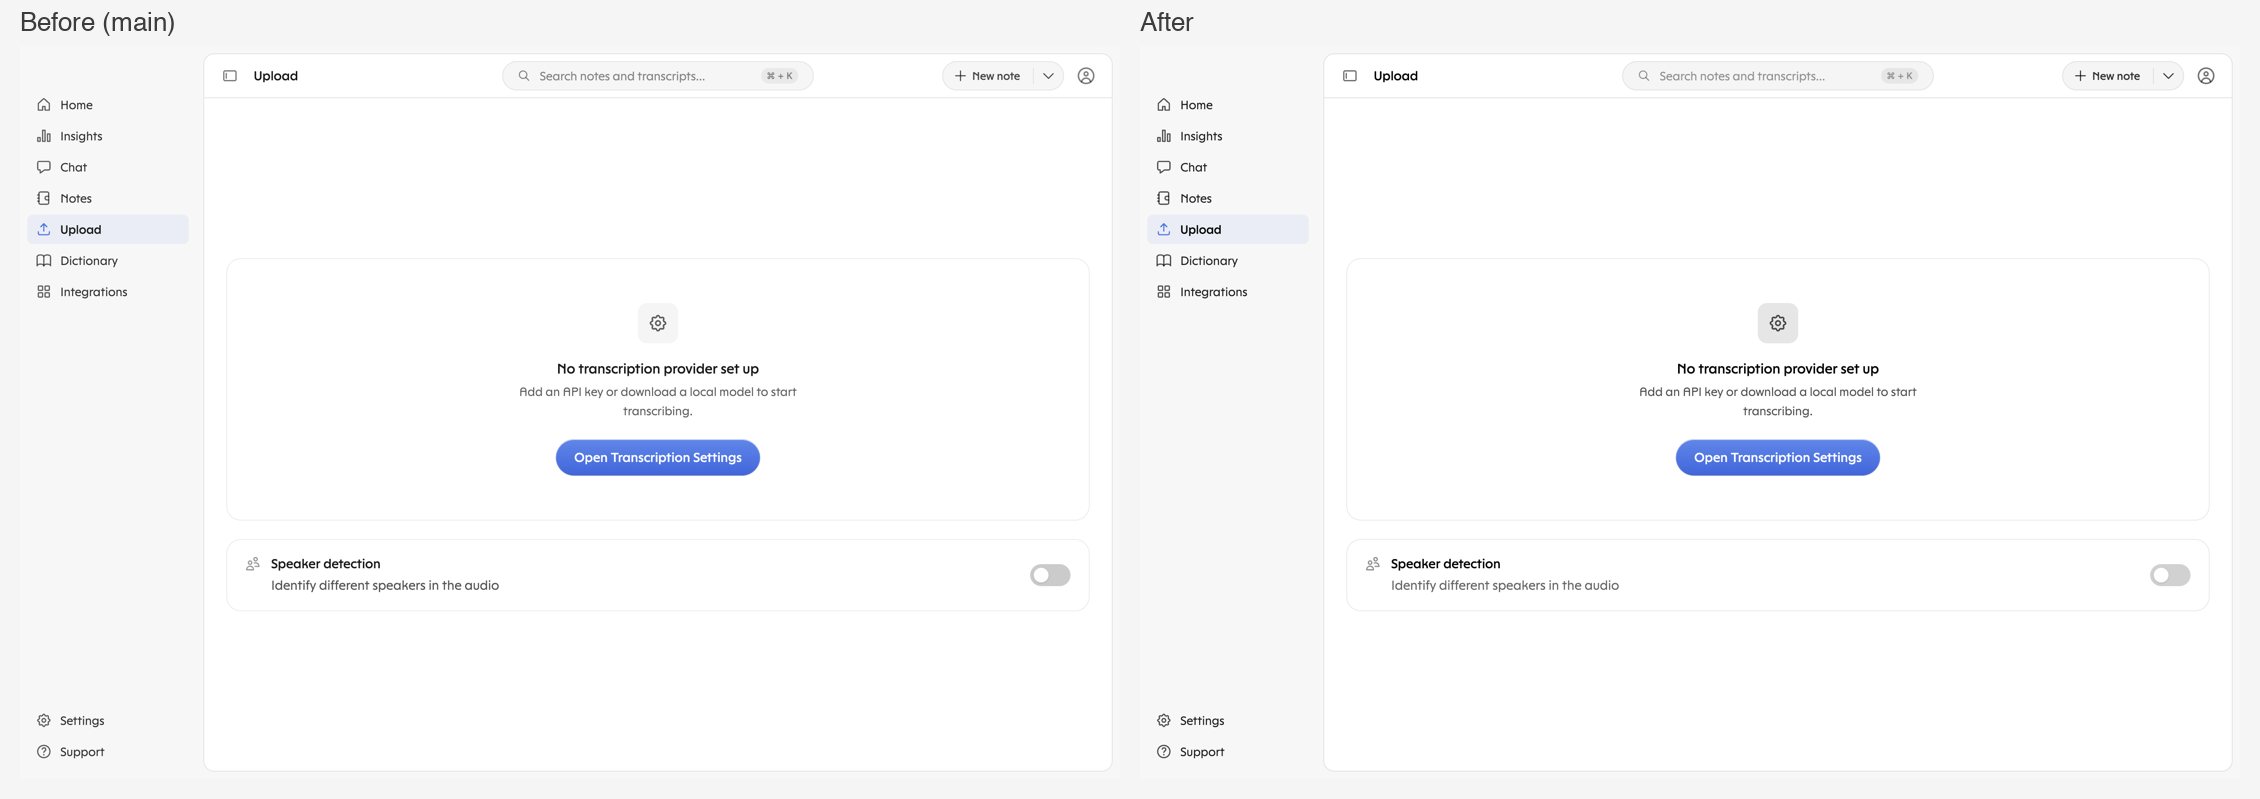 Before (main)
Upload
Search notes and transcripts...
⌘ + K
New note
Home
Insights
Chat
Notes
Upload
Dictionary
Integrations
No transcription provider set up
Add an API key or download a local model to start
transcribing.
Open Transcription Settings
Speaker detection
Identify different speakers in the audio
Settings
Support
After
Upload
Search notes and transcripts...
⌘ + K
New note
Home
Insights
Chat
Notes
Upload
Dictionary
Integrations
No transcription provider set up
Add an API key or download a local model to start
transcribing.
Open Transcription Settings
Speaker detection
Identify different speakers in the audio
Settings
Support